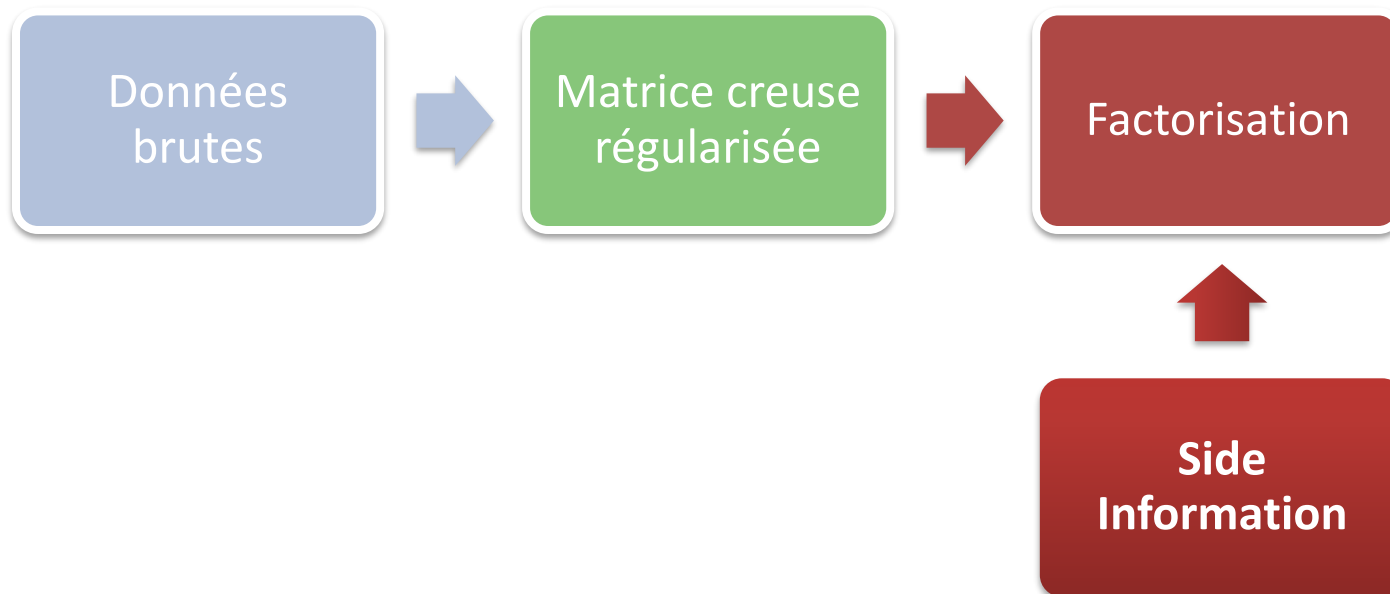 Données
brutes
Matrice creuse
régularisée
Factorisation
Side
Information